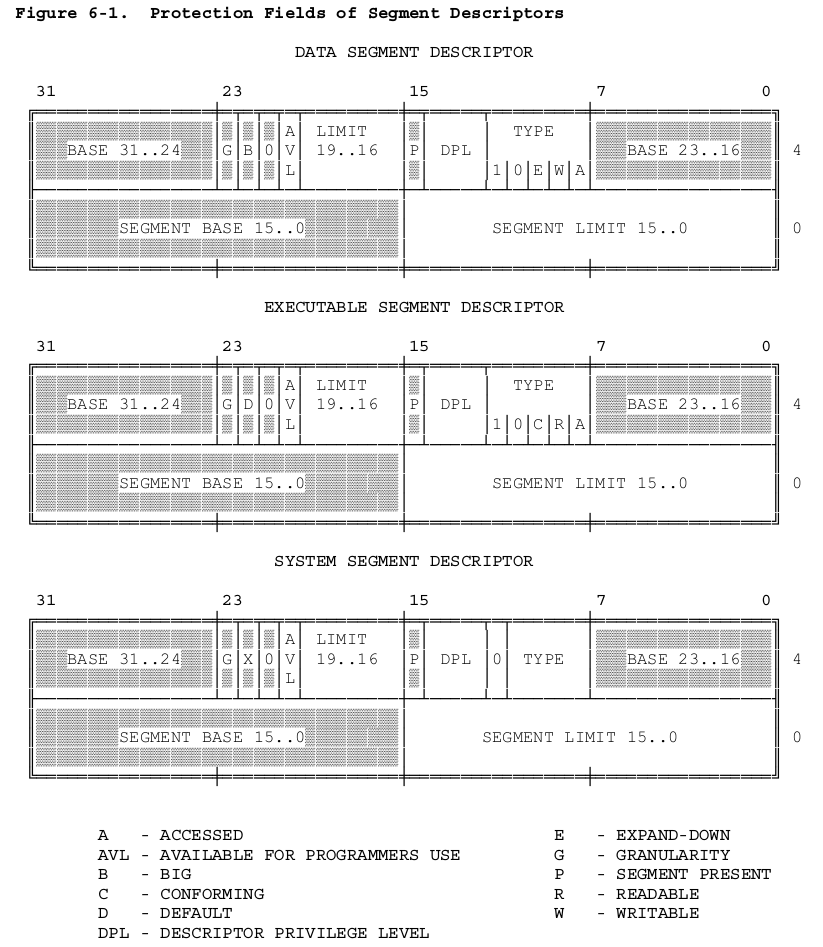 Figure 6-1.  Protection Fields of Segment Descriptors
DATA SEGMENT DESCRIPTOR
31 23 15 7 0
A LIMIT TYPE
BASE 31..24 G B 0 V 19..16 P DPL BASE 23..16 4
L 1 0 E W A
SEGMENT BASE 15..0 SEGMENT LIMIT 15..0 0
EXECUTABLE SEGMENT DESCRIPTOR
31 23 15 7 0
A LIMIT TYPE
BASE 31..24 G D 0 V 19..16 P DPL BASE 23..16 4
L 1 0 C R A
SEGMENT BASE 15..0 SEGMENT LIMIT 15..0 0
SYSTEM SEGMENT DESCRIPTOR
31 23 15 7 0
A LIMIT
BASE 31..24 G X 0 V 19..16 P DPL 0 TYPE BASE 23..16 4
L
SEGMENT BASE 15..0 SEGMENT LIMIT 15..0 0
A - ACCESSED E - EXPAND-DOWN
AVL - AVAILABLE FOR PROGRAMMERS USE G - GRANULARITY
B - BIG P - SEGMENT PRESENT
C - CONFORMING R - READABLE
D - DEFAULT W - WRITABLE
DPL - DESCRIPTOR PRIVILEGE LEVEL